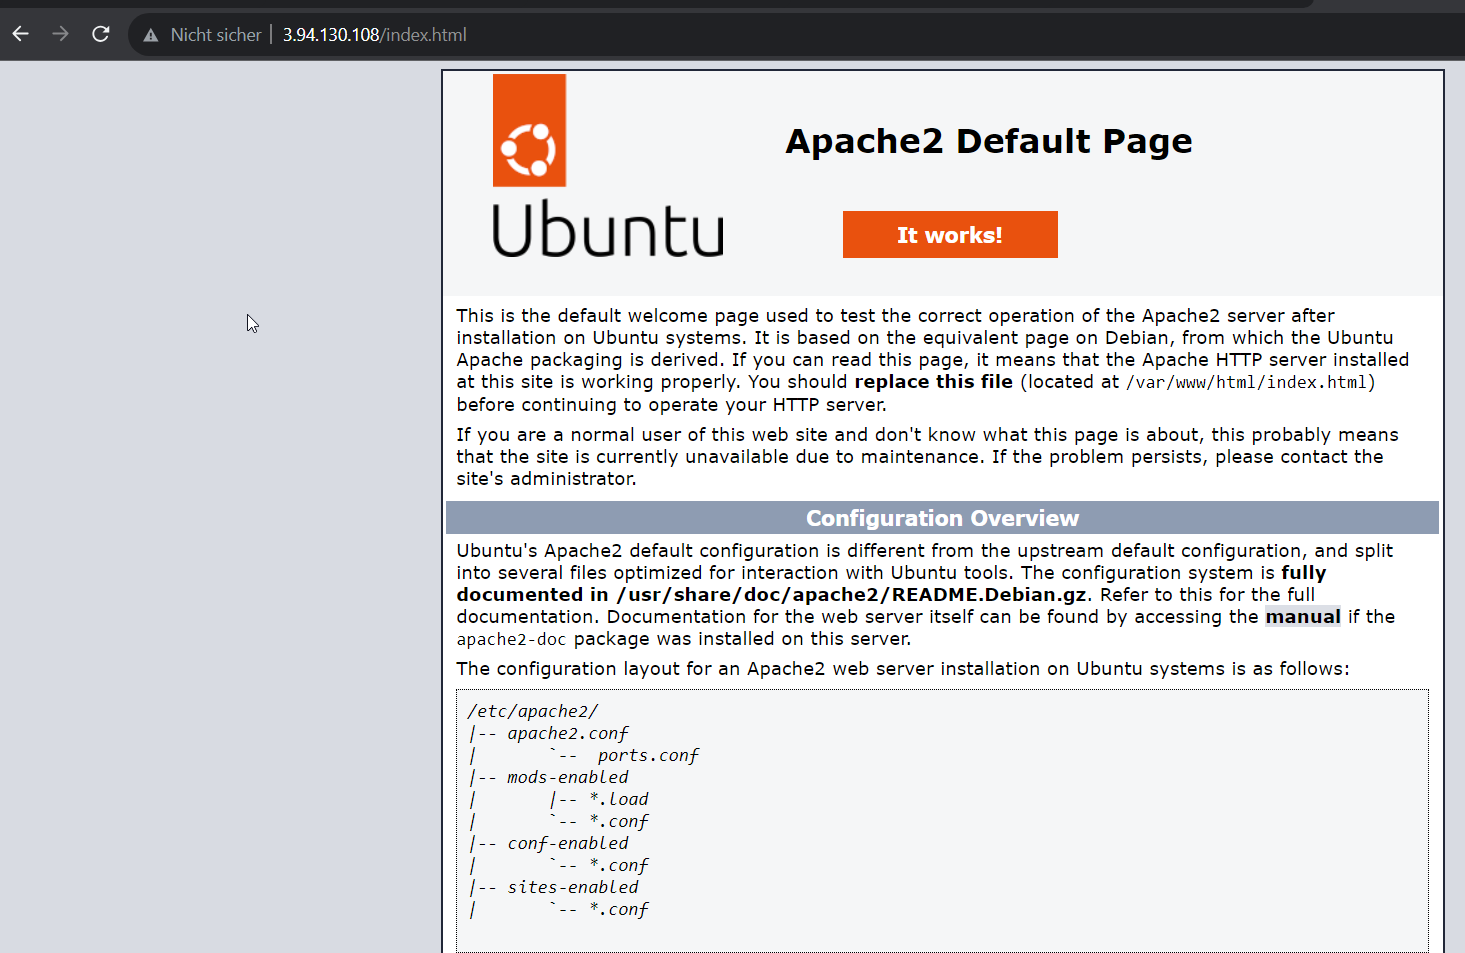 Nicht sicher | 3.94.130.108/index.html
Ubuntu
Apache2 Default Page
It works!
This is the default welcome page used to test the correct operation of the Apache2 server after
installation on Ubuntu systems. It is based on the equivalent page on Debian, from which the Ubuntu
Apache packaging is derived. If you can read this page, it means that the Apache HTTP server installed
at this site is working properly. You should replace this file (located at /var/www/html/index.html)
before continuing to operate your HTTP server.
If you are a normal user of this web site and don't know what this page is about, this probably means
that the site is currently unavailable due to maintenance. If the problem persists, please contact the
site's administrator.
Configuration Overview
Ubuntu's Apache2 default configuration is different from the upstream default configuration, and split
into several files optimized for interaction with Ubuntu tools. The configuration system is fully
documented in /usr/share/doc/apache2/README.Debian.gz. Refer to this for the full
documentation. Documentation for the web server itself can be found by accessing the manual if the
apache2-doc package was installed on this server.
The configuration layout for an Apache2 web server installation on Ubuntu systems is as follows:
/etc/apache2/
|-- apache2.conf
|       `--  ports.conf
|-- mods-enabled
|       |-- *.load
|       `-- *.conf
|-- conf-enabled
|       `-- *.conf
|-- sites-enabled
|       `-- *.conf